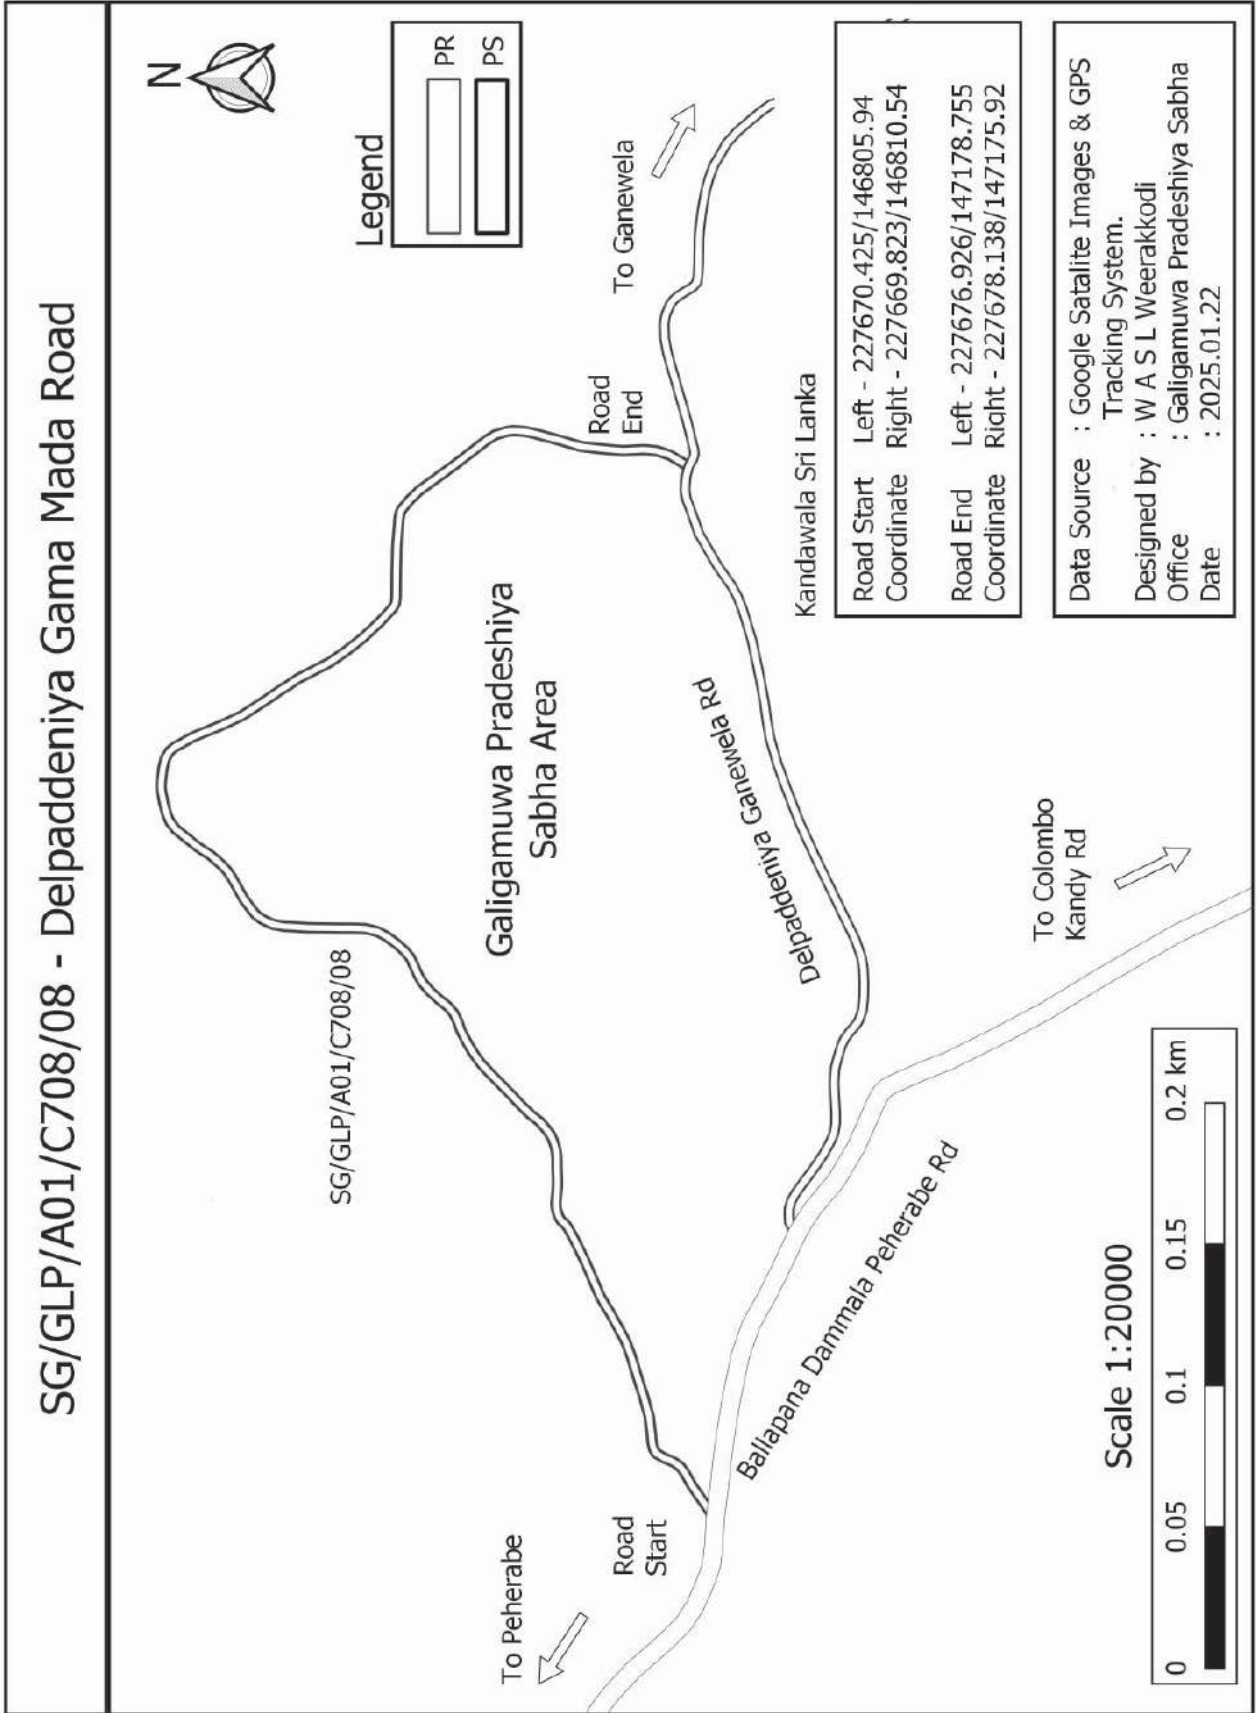 SG/GLP/A01/C708/08 - Delpaddeniya Gama Mada Road
N
Legend
PR
PS
To Ganewela
Road
End
SG/GLP/A01/C708/08
Galigamuwa Pradeshiya
Sabha Area
Delpaddeniya Ganewela Rd
To Peherabe
Road
Start
Ballapana Dammala Peherabe Rd
To Colombo
Kandy Rd
Kandawala Sri Lanka
Road Start Left - 227670.425/146805.94
Coordinate Right - 227669.823/146810.54
Road End Left - 227676.926/147178.755
Coordinate Right - 227678.138/147175.92
Data Source : Google Satalite Images & GPS
Tracking System.
Designed by : W A S L Weerakkodi
Office : Galigamuwa Pradeshiya Sabha
Date : 2025.01.22
Scale 1:20000
0 0.05 0.1 0.15 0.2 km